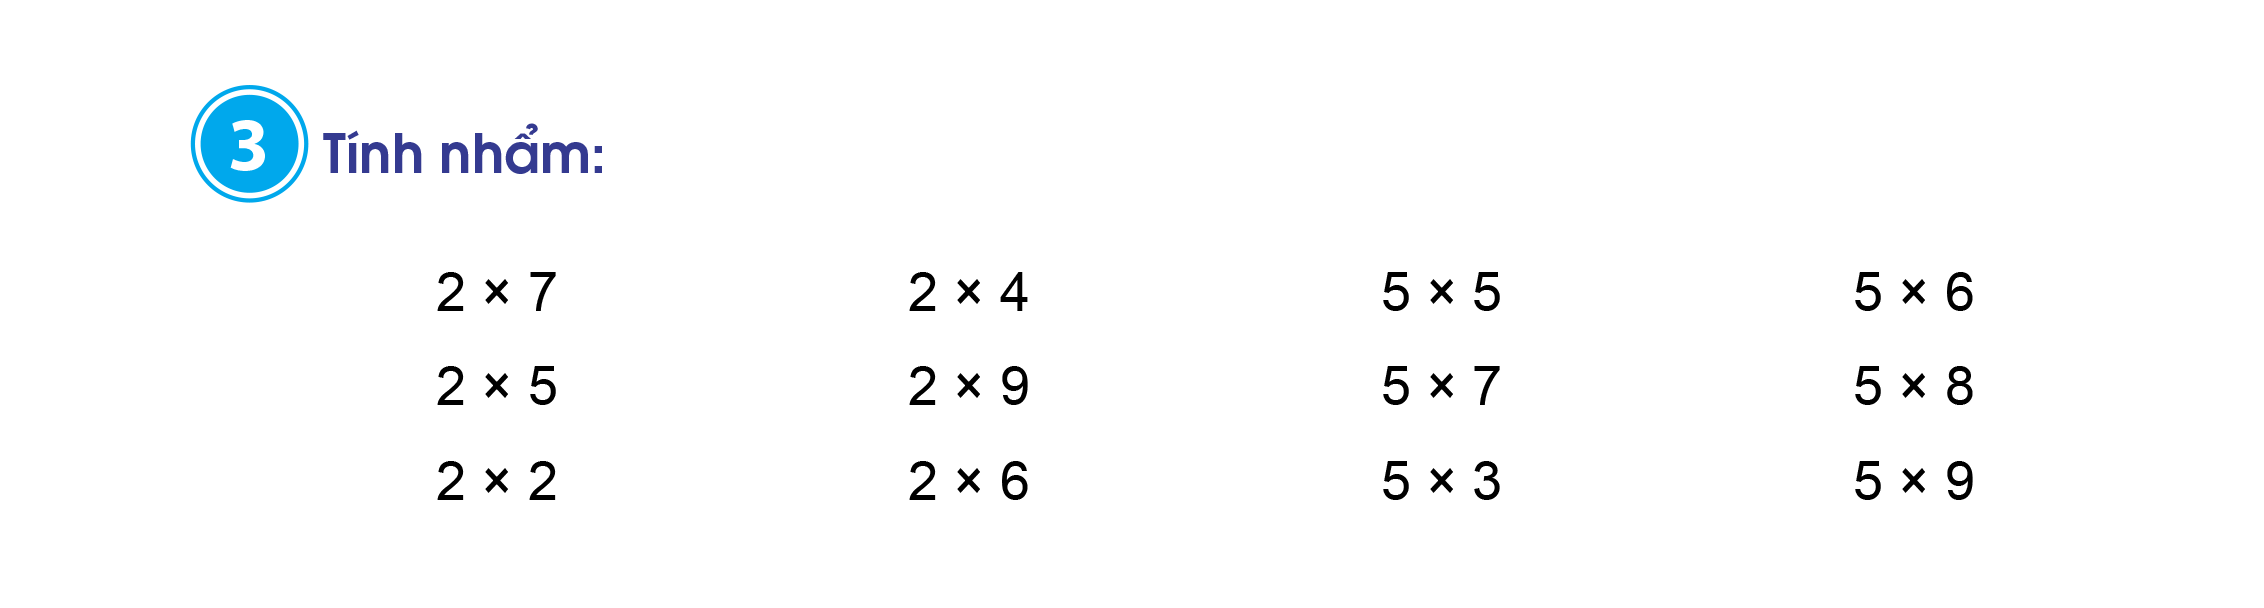 3 Tính nhẩm:
2 × 7 2 × 4 5 × 5 5 × 6
2 × 5 2 × 9 5 × 7 5 × 8
2 × 2 2 × 6 5 × 3 5 × 9